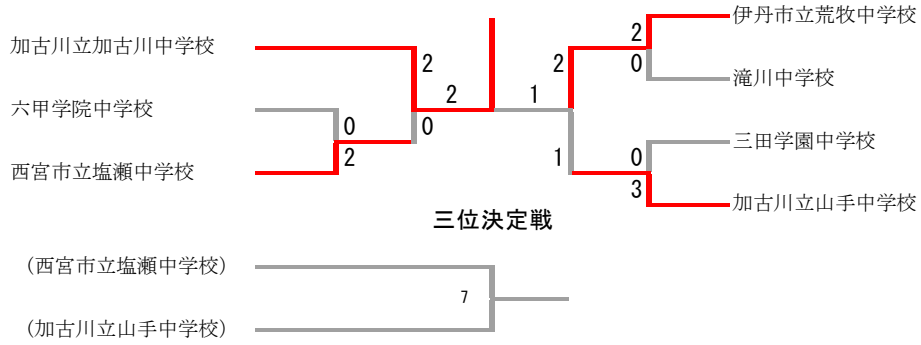 加古川立加古川中学校
六甲学院中学校
西宮市立塩瀬中学校
2
0
0
2
2
1
2
1
2
0
0
3
伊丹市立荒牧中学校
滝川中学校
三田学園中学校
加古川立山手中学校
三位決定戦
（西宮市立塩瀬中学校）
（加古川立山手中学校）
7